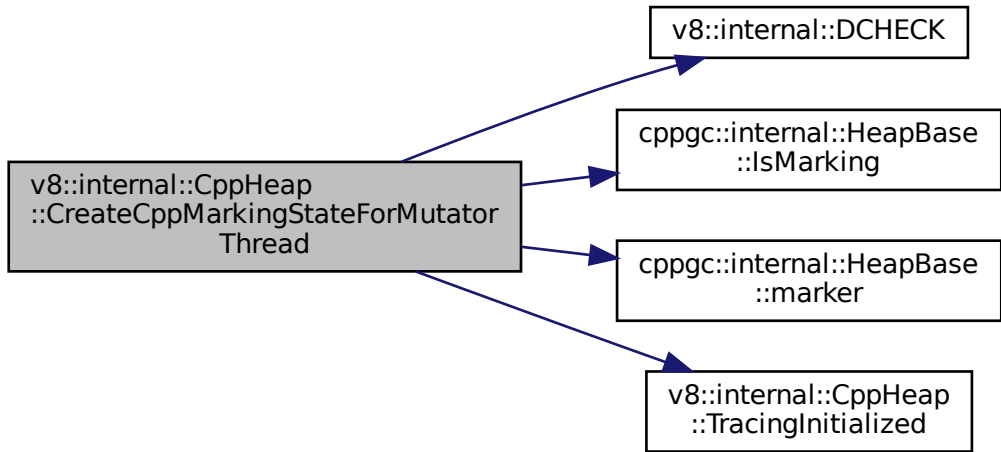 v8::internal::CppHeap
::CreateCppMarkingStateForMutator
Thread
v8::internal::DCHECK
cppgc::internal::HeapBase
::IsMarking
cppgc::internal::HeapBase
::marker
v8::internal::CppHeap
::TracingInitialized